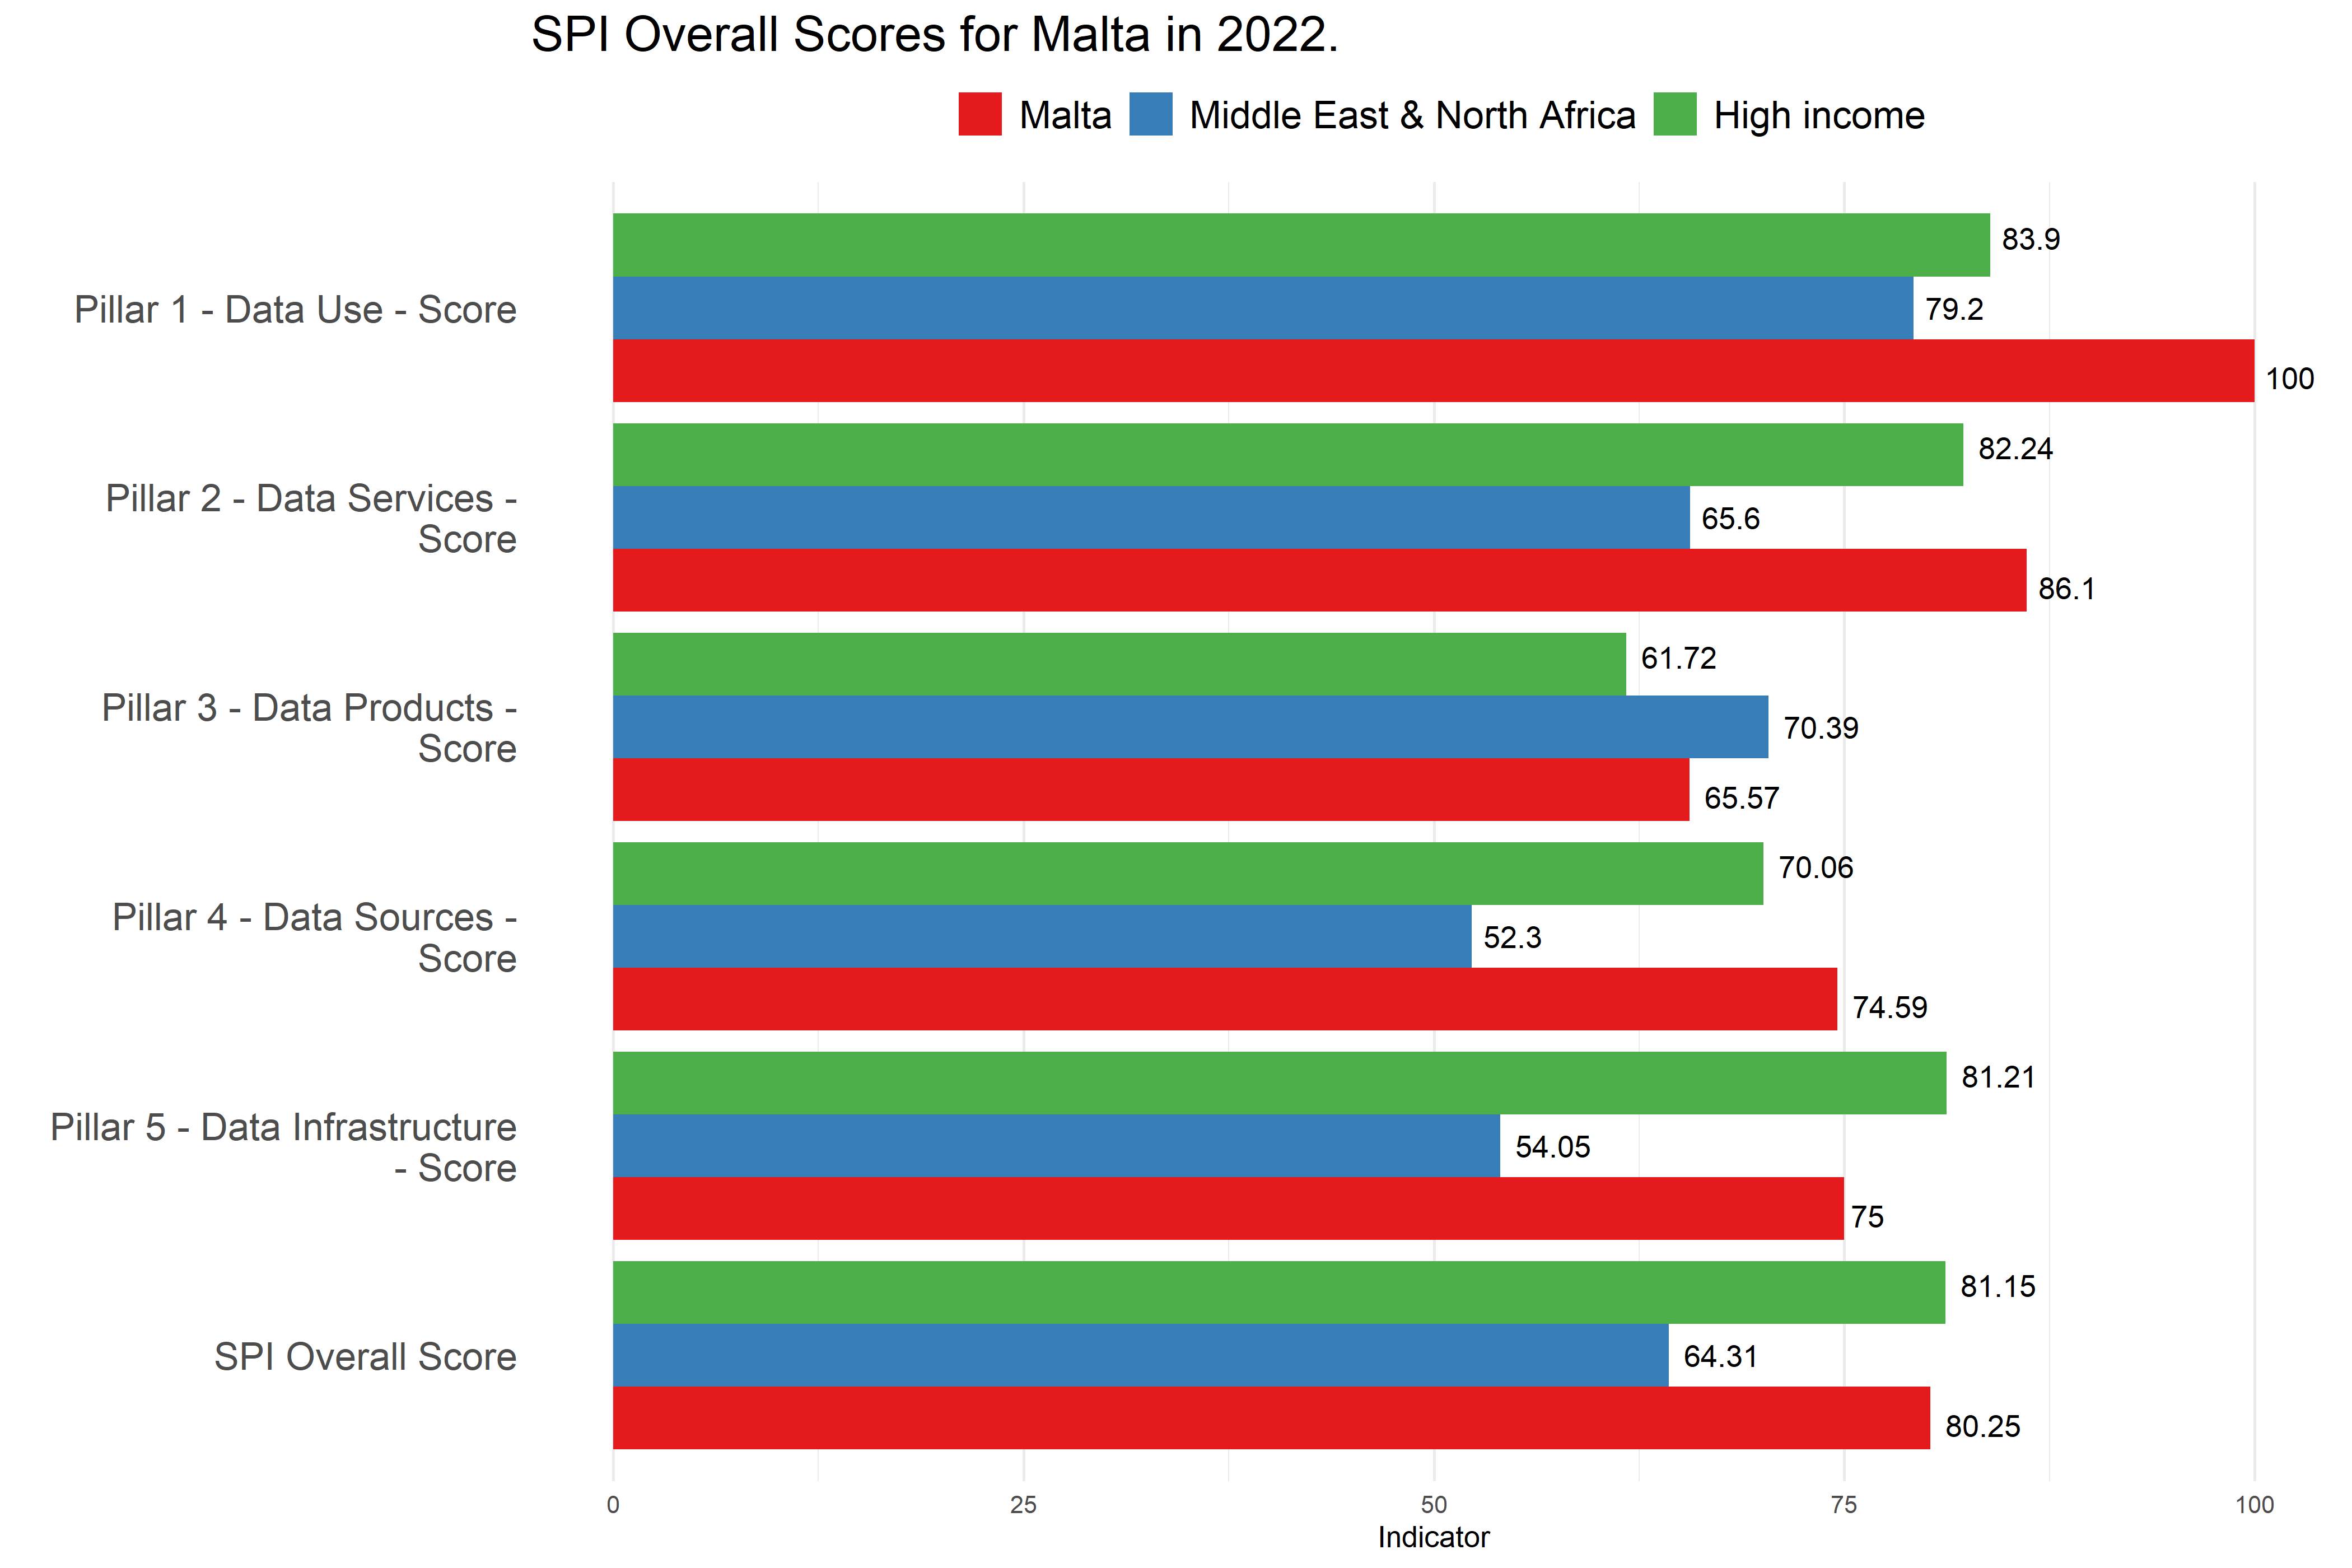 SPI Overall Scores for Malta in 2022.
Malta Middle East & North Africa High income
Pillar 1 - Data Use - Score
83.9
79.2
100
Pillar 2 - Data Services -
Score
82.24
65.6
86.1
Pillar 3 - Data Products -
Score
61.72
70.39
65.57
Pillar 4 - Data Sources -
Score
70.06
52.3
74.59
Pillar 5 - Data Infrastructure
- Score
81.21
54.05
75
SPI Overall Score
81.15
64.31
80.25
0 25 50 75 100
Indicator